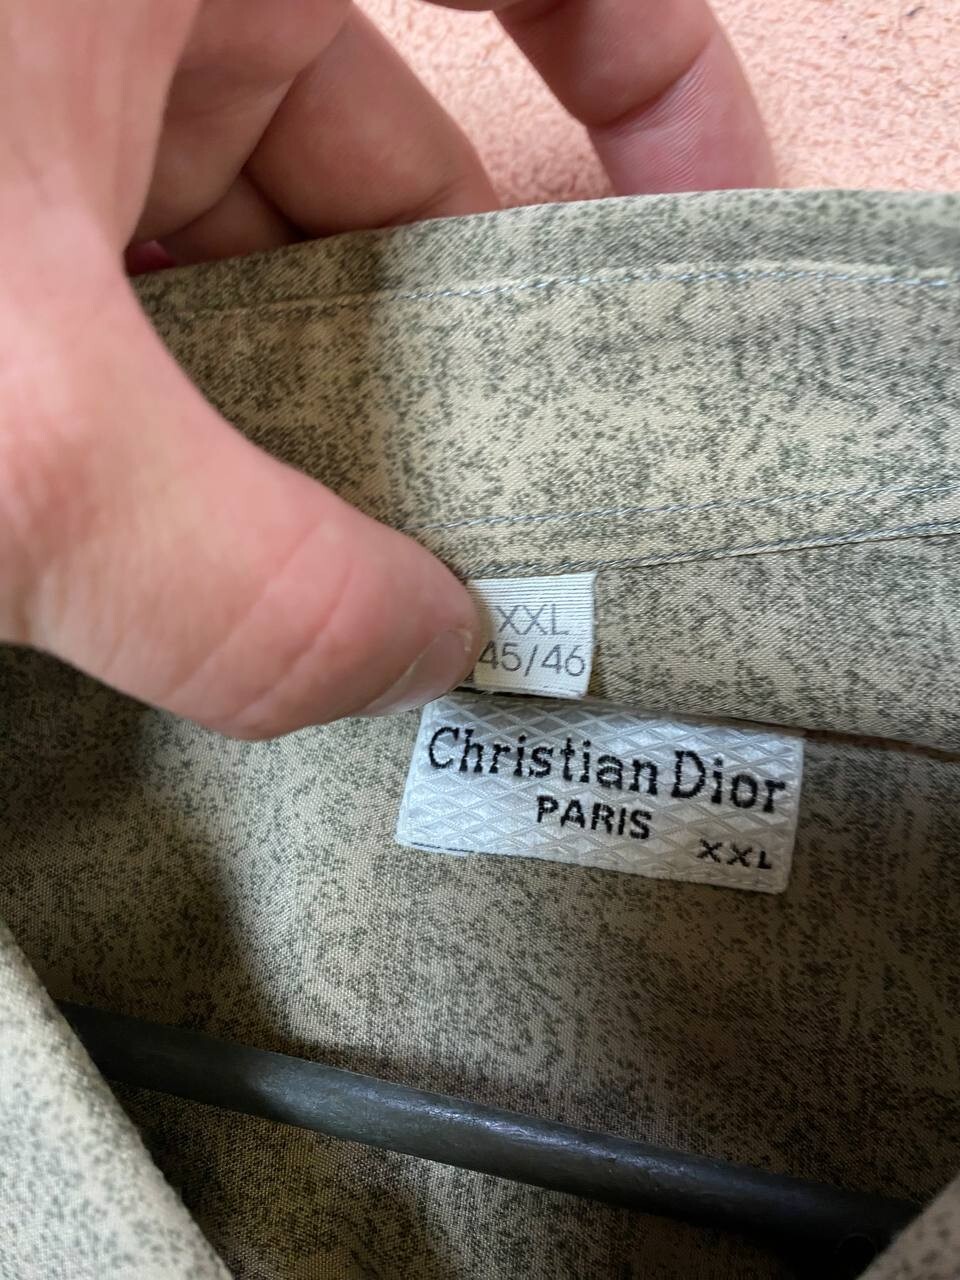 XXL
45/46
Christian Dior
PARIS
XXL